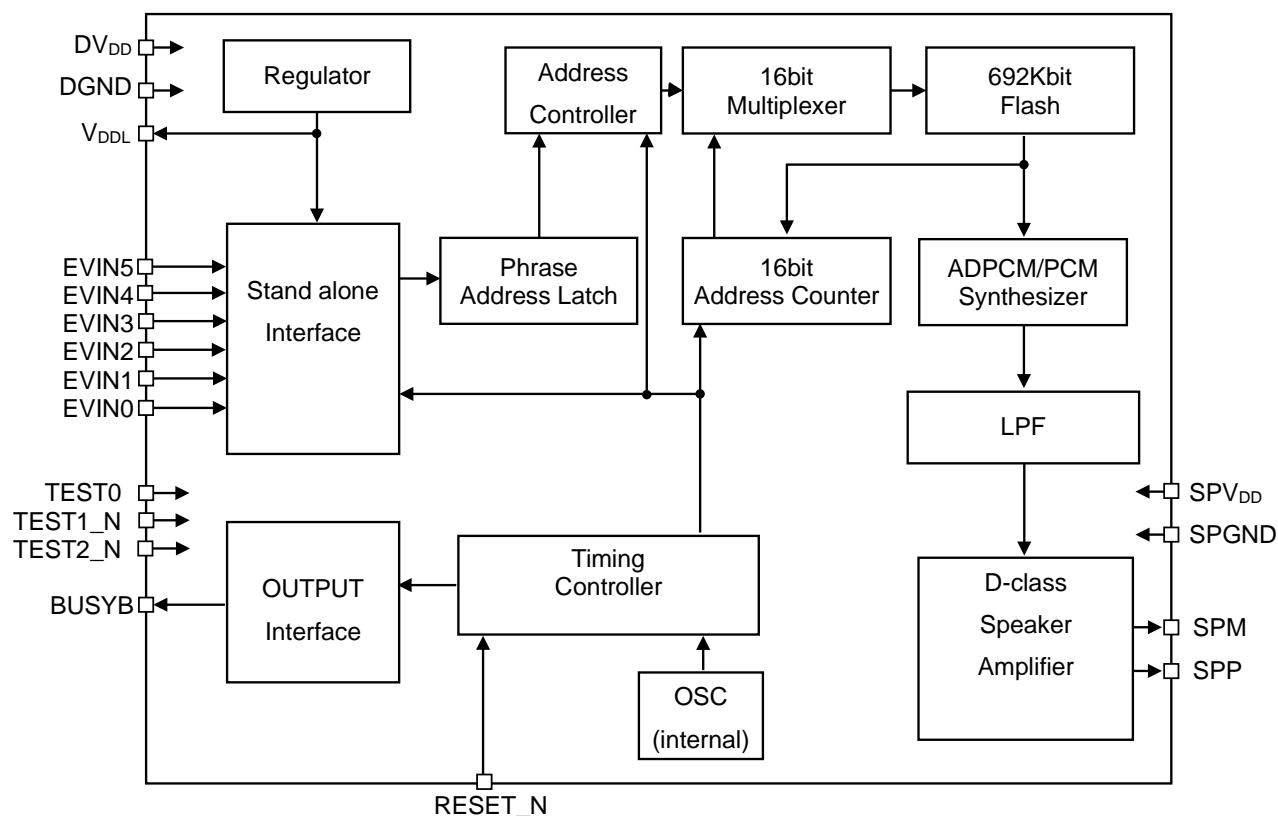 DVDD
DGND
VDDL
EVIN5
EVIN4
EVIN3
EVIN2
EVIN1
EVIN0
TEST0
TEST1_N
TEST2_N
BUSYB
Regulator
Stand alone
Interface
OUTPUT
Interface
Address
Controller
Phrase
Address Latch
16bit
Multiplexer
16bit
Address Counter
Timing
Controller
OSC
(internal)
RESET_N
692Kbit
Flash
ADPCM/PCM
Synthesizer
LPF
D-class
Speaker
Amplifier
SPVDD
SPGND
SPM
SPP